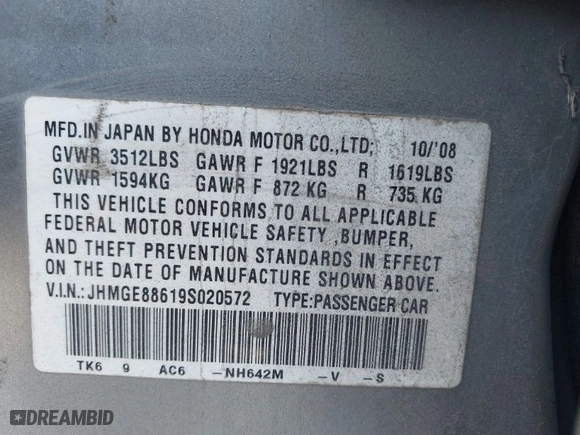 MFD.IN JAPAN BY HONDA MOTOR CO.,LTD; 10/'08
GVWR 3512LBS GAWR F 1921LBS R 1619LBS
GVWR 1594KG GAWR F 872 KG R 735 KG
THIS VEHICLE CONFORMS TO ALL APPLICABLE
FEDERAL MOTOR VEHICLE SAFETY ,BUMPER,
AND THEFT PREVENTION STANDARDS IN EFFECT
ON THE DATE OF MANUFACTURE SHOWN ABOVE.
V.I.N.:JHMGE88619S020572 TYPE:PASSENGER CAR
TK6 9 AC6 -NH642M -V -S
DREAMBID